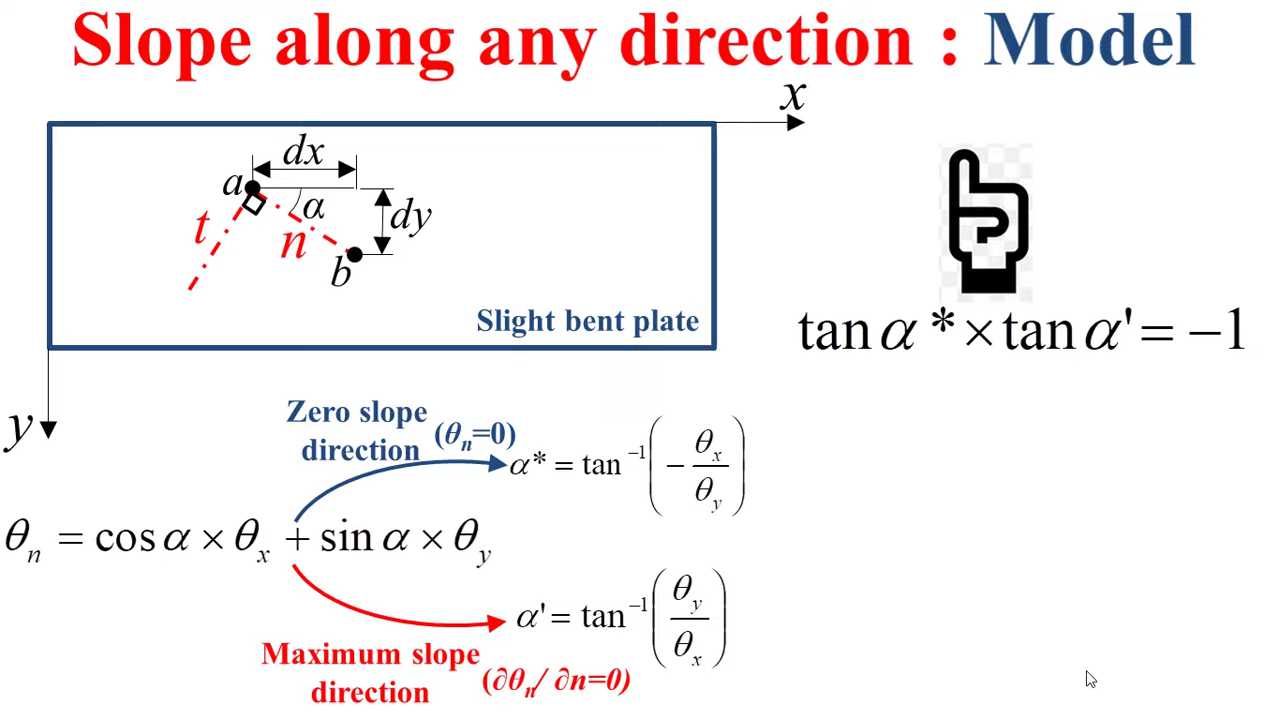 Slope along any direction : Model
x
dx
a
α
dy
t
n
b
Slight bent plate
y
tan α * × tan α' = −1
Zero slope
direction
(θn=0)
α* = tan⁻¹(− θx/θy)
θn = cos α × θx + sin α × θy
α' = tan⁻¹(θy/θx)
Maximum slope
direction
(∂θn/ ∂n=0)